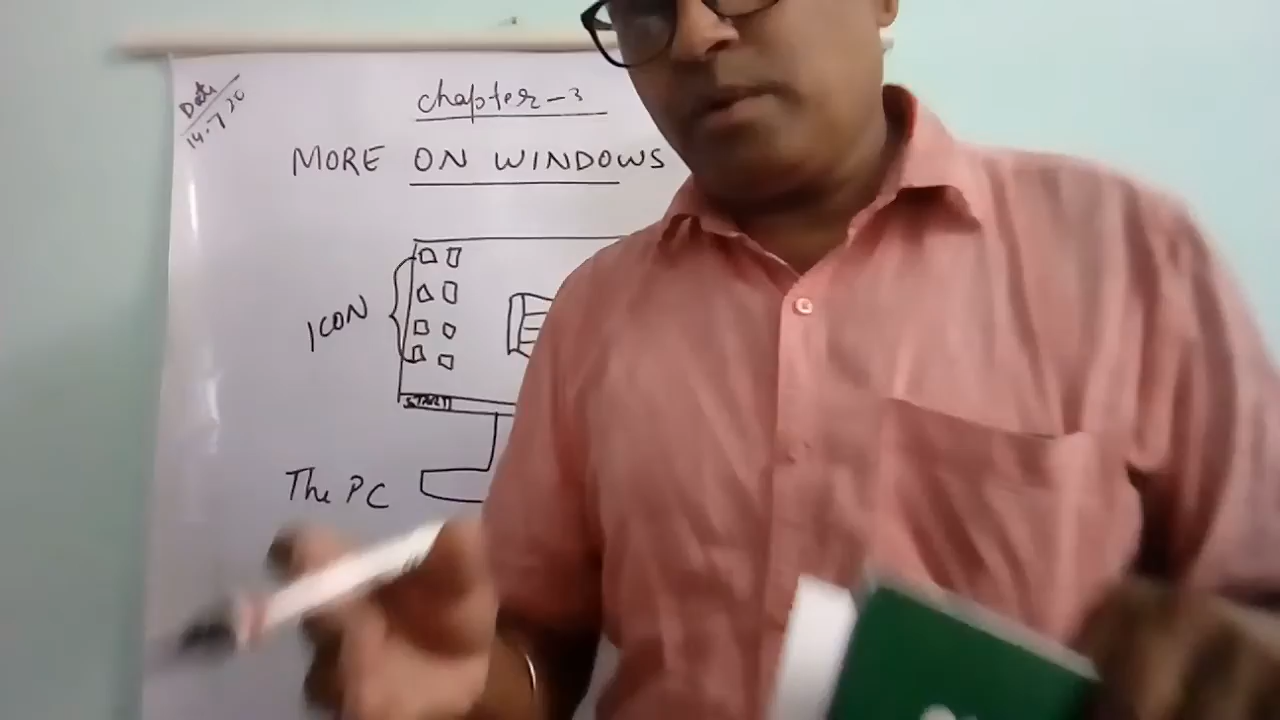 Date
14.7.20
Chapter-3
MORE ON WINDOWS
ICON
START
The PC